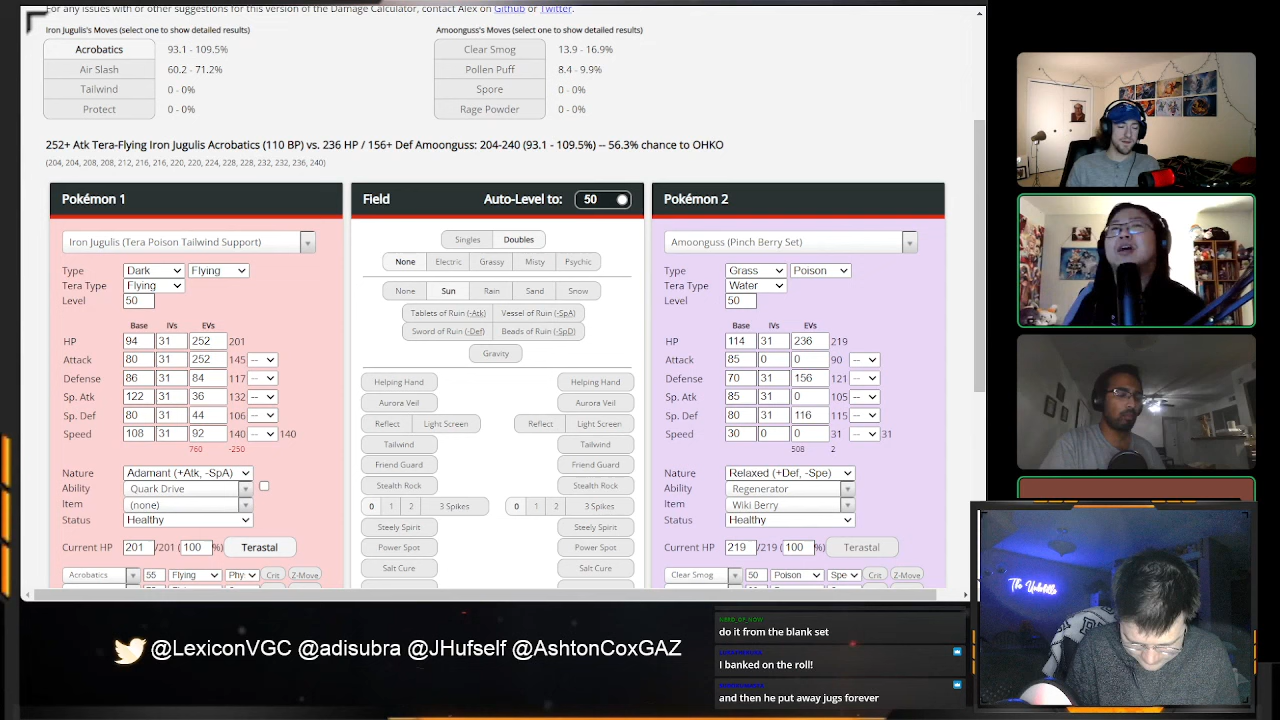 For any issues with or other suggestions for this version of the Damage Calculator, contact Alex on Github or Twitter.
Iron Jugulis's Moves (select one to show detailed results)
Acrobatics 93.1 - 109.5%
Air Slash 60.2 - 71.2%
Tailwind 0 - 0%
Protect 0 - 0%
Amoonguss's Moves (select one to show detailed results)
Clear Smog 13.9 - 16.9%
Pollen Puff 8.4 - 9.9%
Spore 0 - 0%
Rage Powder 0 - 0%
252+ Atk Tera-Flying Iron Jugulis Acrobatics (110 BP) vs. 236 HP / 156+ Def Amoonguss: 204-240 (93.1 - 109.5%) -- 56.3% chance to OHKO
(204, 204, 208, 208, 212, 216, 216, 220, 220, 224, 228, 228, 232, 232, 236, 240)
Pokémon 1
Iron Jugulis (Tera Poison Tailwind Support)
Type Dark Flying
Tera Type Flying
Level 50
Base IVs EVs
HP 94 31 252 201
Attack 80 31 252 145 --
Defense 86 31 84 117 --
Sp. Atk 122 31 36 132 --
Sp. Def 80 31 44 106 --
Speed 108 31 92 140 -- 140
760 -250
Nature Adamant (+Atk, -SpA)
Ability Quark Drive
Item (none)
Status Healthy
Current HP 201 /201 (100 %) Terastal
Acrobatics 55 Flying Phy: Crit Z-Move
Field Auto-Level to: 50
Singles Doubles
None Electric Grassy Misty Psychic
None Sun Rain Sand Snow
Tablets of Ruin (-Atk) Vessel of Ruin (-SpA)
Sword of Ruin (-Def) Beads of Ruin (-SpD)
Gravity
Helping Hand Helping Hand
Aurora Veil Aurora Veil
Reflect Light Screen Reflect Light Screen
Tailwind Tailwind
Friend Guard Friend Guard
Stealth Rock Stealth Rock
0 1 2 3 Spikes 0 1 2 3 Spikes
Steely Spirit Steely Spirit
Power Spot Power Spot
Salt Cure Salt Cure
Pokémon 2
Amoonguss (Pinch Berry Set)
Type Grass Poison
Tera Type Water
Level 50
Base IVs EVs
HP 114 31 236 219
Attack 85 0 0 90 --
Defense 70 31 156 121 --
Sp. Atk 85 0 0 105 --
Sp. Def 80 31 116 115 --
Speed 30 0 0 31 -- 31
508 2
Nature Relaxed (+Def, -Spe)
Ability Regenerator
Item Wiki Berry
Status Healthy
Current HP 219 /219 (100 %) Terastal
Clear Smog 50 Poison Spe Crit Z-Move
@LexiconVGC @adisubra @JHufself @AshtonCoxGAZ
do it from the blank set
I banked on the roll!
and then he put away jugs forever